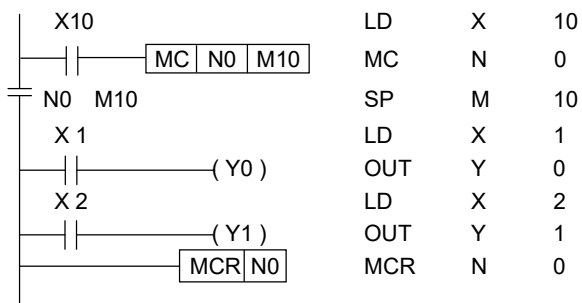 X10 LD X 10
MC N0 M10 MC N 0
N0 M10 SP M 10
X 1 LD X 1
( Y0 ) OUT Y 0
X 2 LD X 2
( Y1 ) OUT Y 1
MCR N0 MCR N 0